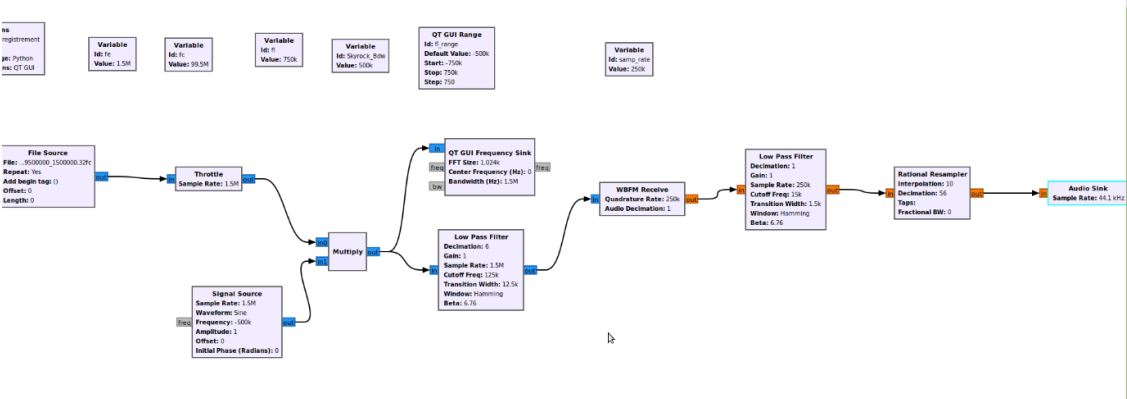 ns
registrement
ge: Python
ns: QT GUI
Variable
Id: fe
Value: 1.5M
Variable
Id: fc
Value: 99.5M
Variable
Id: fl
Value: 750k
Variable
Id: Skyrock_Bdw
Value: 500k
QT GUI Range
Id: fl_range
Default Value: -500k
Start: -750k
Stop: 750k
Step: 750
Variable
Id: samp_rate
Value: 250k
File Source
File: ...9500000_1500000.32fc
Repeat: Yes
Add begin tag: ()
Offset: 0
Length: 0
out
in
Throttle
Sample Rate: 1.5M
out
freq
Signal Source
Sample Rate: 1.5M
Waveform: Sine
Frequency: -500k
Amplitude: 1
Offset: 0
Initial Phase (Radians): 0
out
in0
in1
Multiply
out
in
freq
bw
QT GUI Frequency Sink
FFT Size: 1.024k
Center Frequency (Hz): 0
Bandwidth (Hz): 1.5M
freq
in
Low Pass Filter
Decimation: 6
Gain: 1
Sample Rate: 1.5M
Cutoff Freq: 125k
Transition Width: 12.5k
Window: Hamming
Beta: 6.76
out
in
WBFM Receive
Quadrature Rate: 250k
Audio Decimation: 1
out
in
Low Pass Filter
Decimation: 1
Gain: 1
Sample Rate: 250k
Cutoff Freq: 15k
Transition Width: 1.5k
Window: Hamming
Beta: 6.76
out
in
Rational Resampler
Interpolation: 10
Decimation: 56
Taps:
Fractional BW: 0
out
in
Audio Sink
Sample Rate: 44.1 kHz